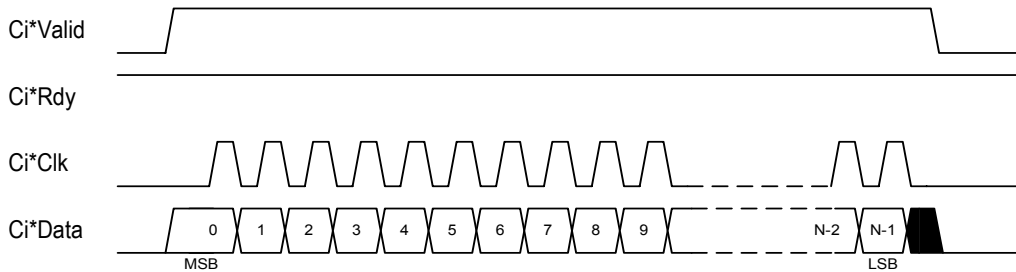 Ci*Valid
Ci*Rdy
Ci*Clk
Ci*Data 0 1 2 3 4 5 6 7 8 9 N-2 N-1
MSB LSB